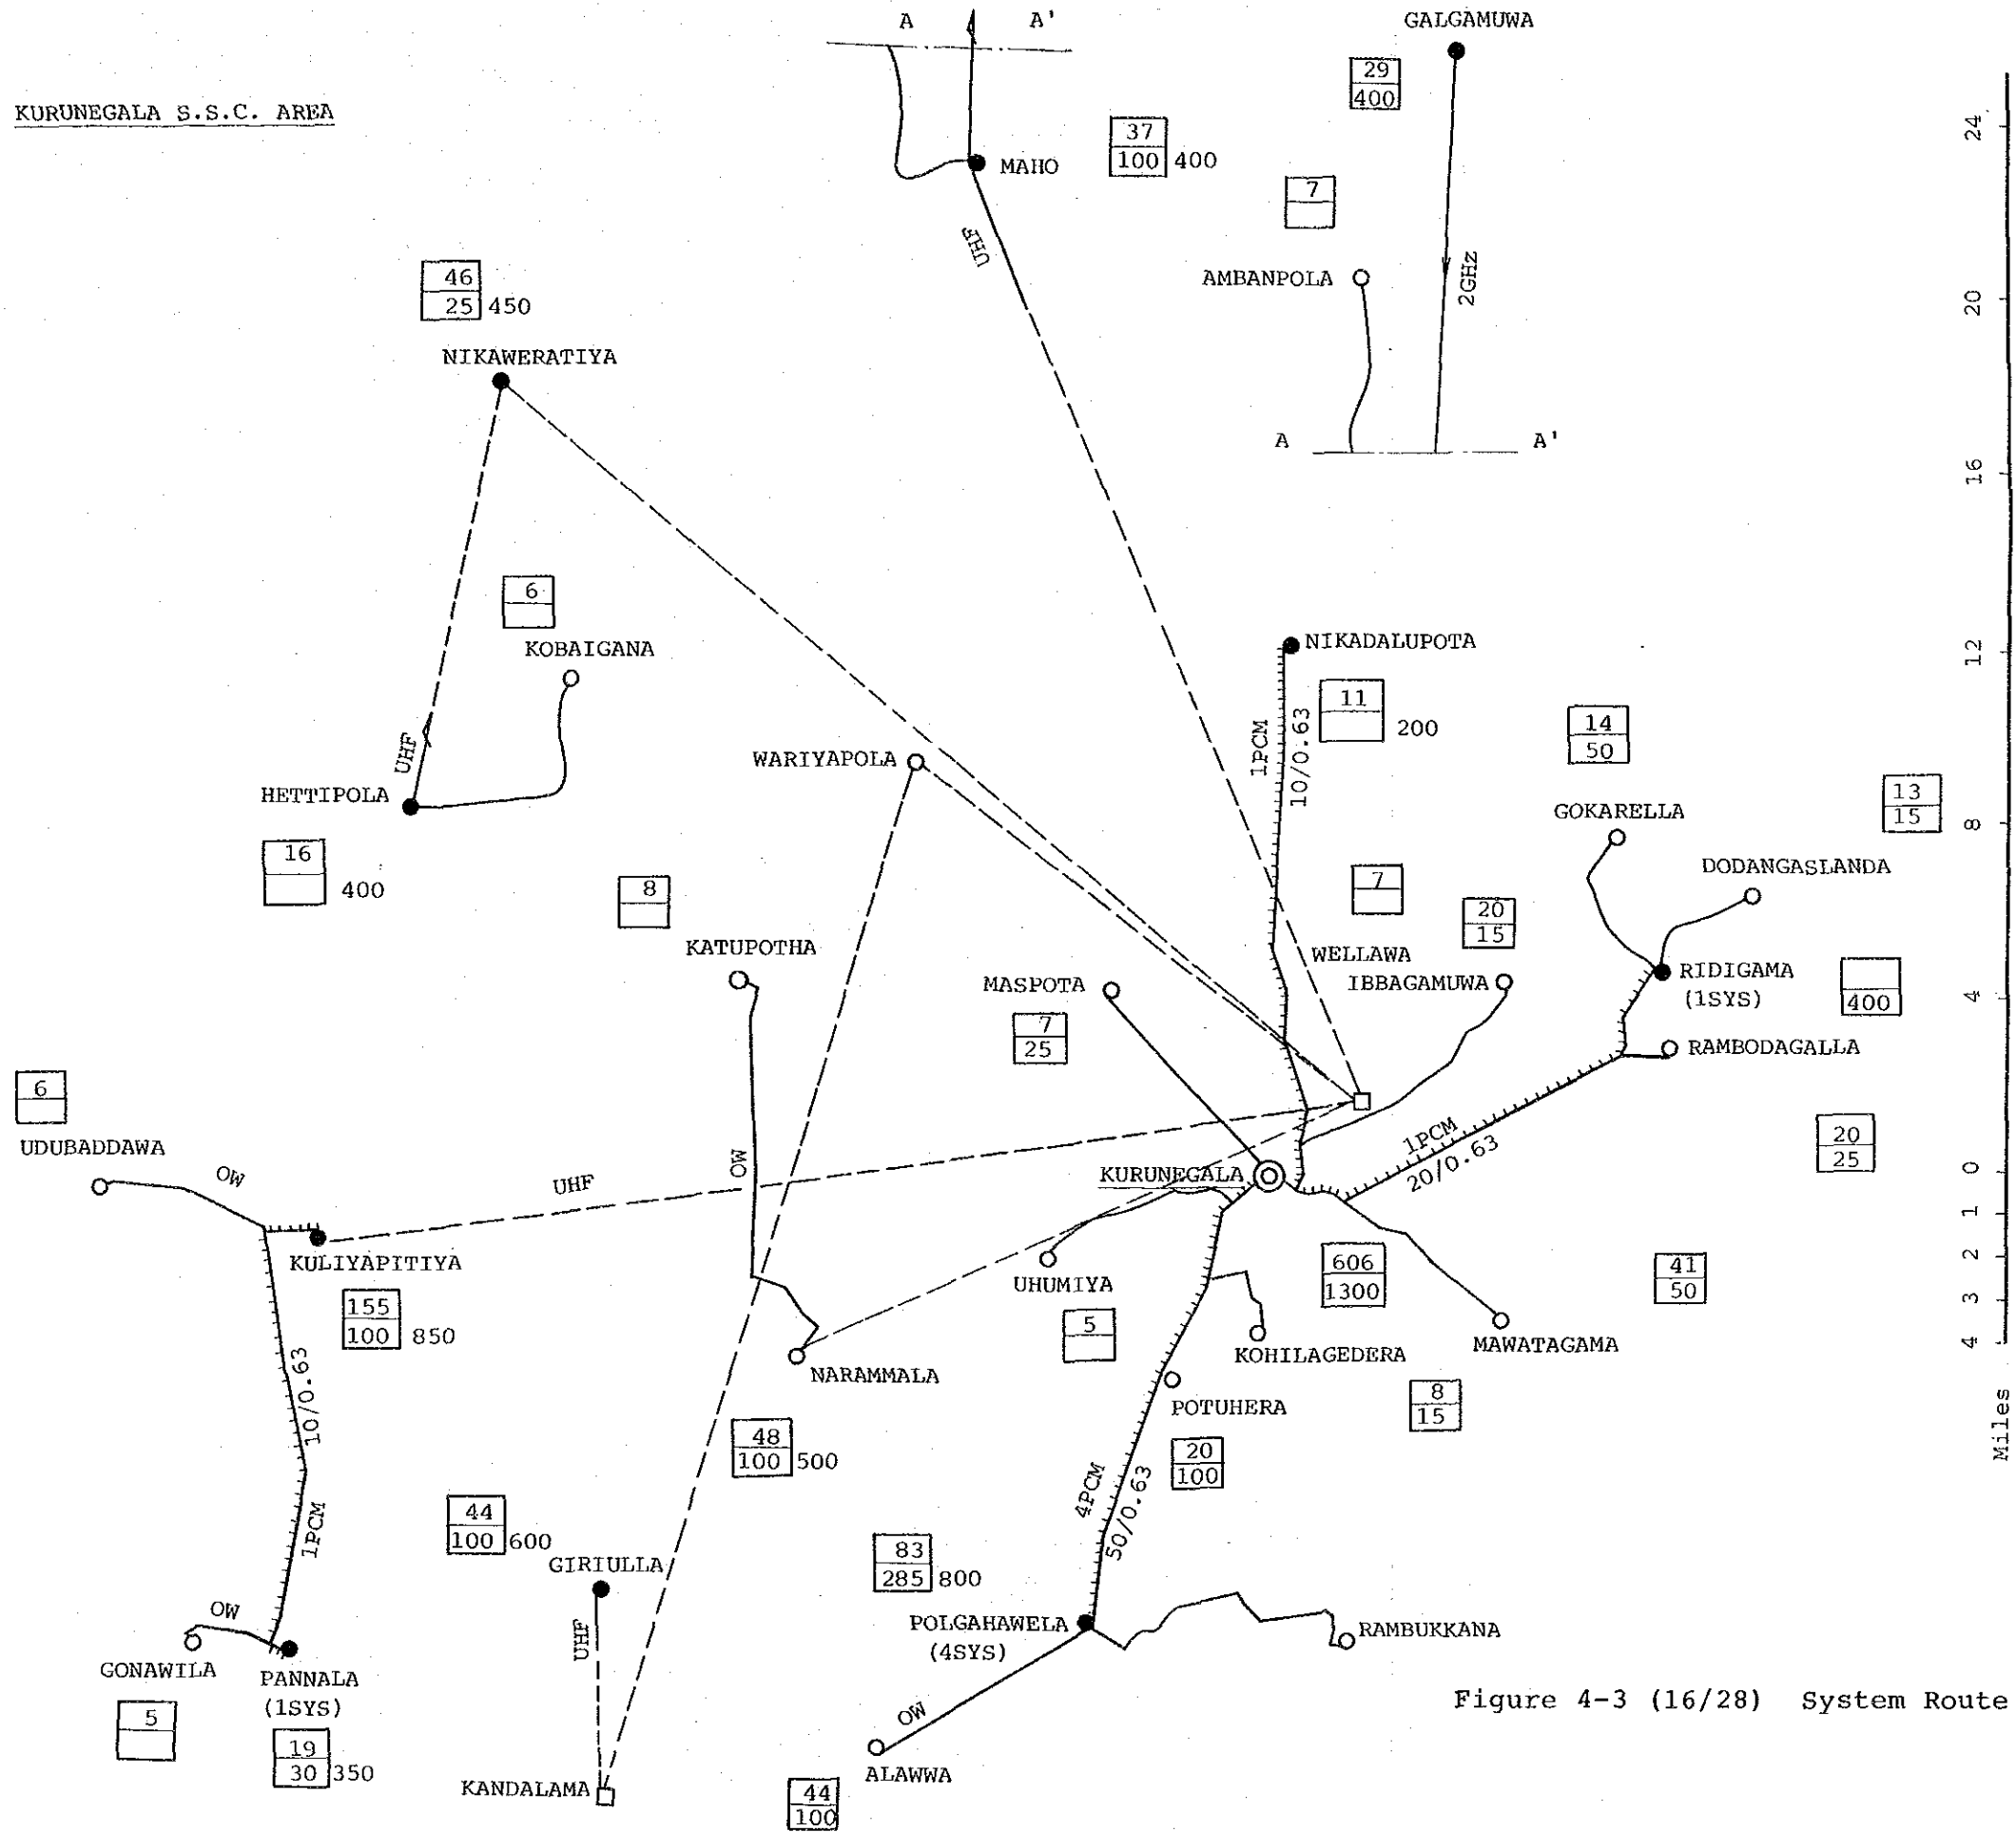 A A'
GALGAMUWA
29
400
KURUNEGALA S.S.C. AREA
24
37
100 400
MAHO
7
UHF
AMBANPOLA
2GHz
46
25 450
20
NIKAWERATIYA
A A'
16
6
KOBAIGANA
NIKADALUPOTA
12
11
200
1PCM
10/0.63
14
50
WARIYAPOLA
UHF
HETTIPOLA
13
15
GOKARELLA
8
16
400
DODANGASLANDA
8
7
20
15
KATUPOTHA
WELLAWA
MASPOTA
IBBAGAMUWA
RIDIGAMA
(1SYS)
400
4
7
25
RAMBODAGALLA
6
UDUBADDAWA
OW
OW
UHF
KURUNEGALA
1PCM
20/0.63
20
25
0
1
KULIYAPITIYA
UHUMIYA
606
1300
41
50
2
155
100 850
5
3
KOHILAGEDERA
MAWATAGAMA
4
NARAMMALA
10/0.63
POTUHERA
8
15
Miles
48
100 500
20
100
4PCM
50/0.63
1PCM
44
100 600
GIRIULLA
83
285 800
OW
UHF
POLGAHAWELA
(4SYS)
RAMBUKKANA
GONAWILA
PANNALA
(1SYS)
5
OW
Figure 4-3 (16/28) System Route
19
30 350
KANDALAMA
ALAWWA
44
100